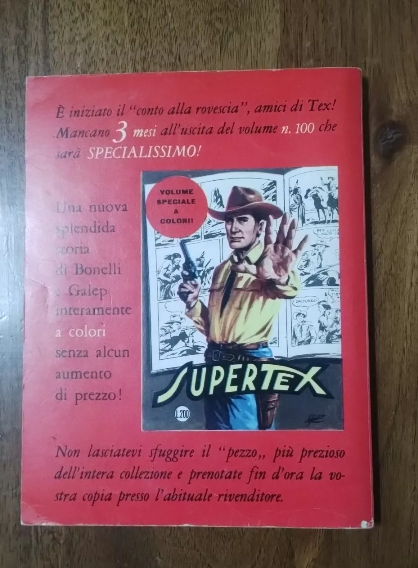 È iniziato il "conto alla rovescia", amici di Tex!
Mancano 3 mesi all'uscita del volume n. 100 che
sarà SPECIALISSIMO!
Una nuova
splendida
storia
di Bonelli
e Galep
interamente
a colori
senza alcun
aumento
di prezzo!
VOLUME
SPECIALE
A
COLORI!
SUPERTEX
L.200
Non lasciatevi sfuggire il "pezzo,, più prezioso
dell'intera collezione e prenotate fin d'ora la vo-
stra copia presso l'abituale rivenditore.